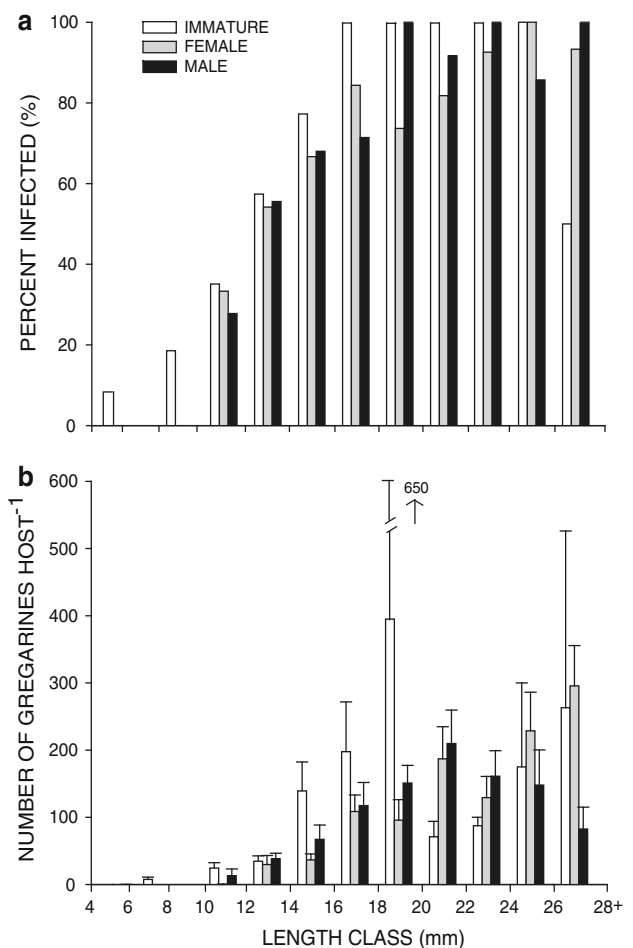 a
IMMATURE
FEMALE
MALE
PERCENT INFECTED (%)
100
80
60
40
20
0
b
NUMBER OF GREGARINES HOST⁻¹
600
500
400
300
200
100
0
650
4 6 8 10 12 14 16 18 20 22 24 26 28+
LENGTH CLASS (mm)